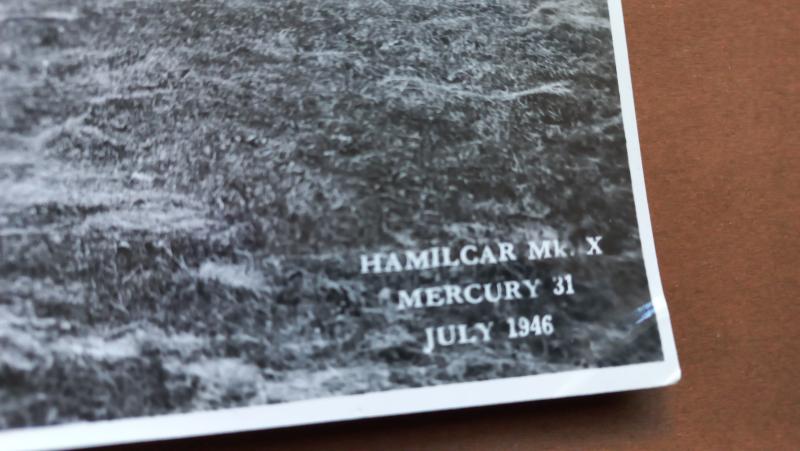 HAMILCAR Mk. X
MERCURY 31
JULY 1946